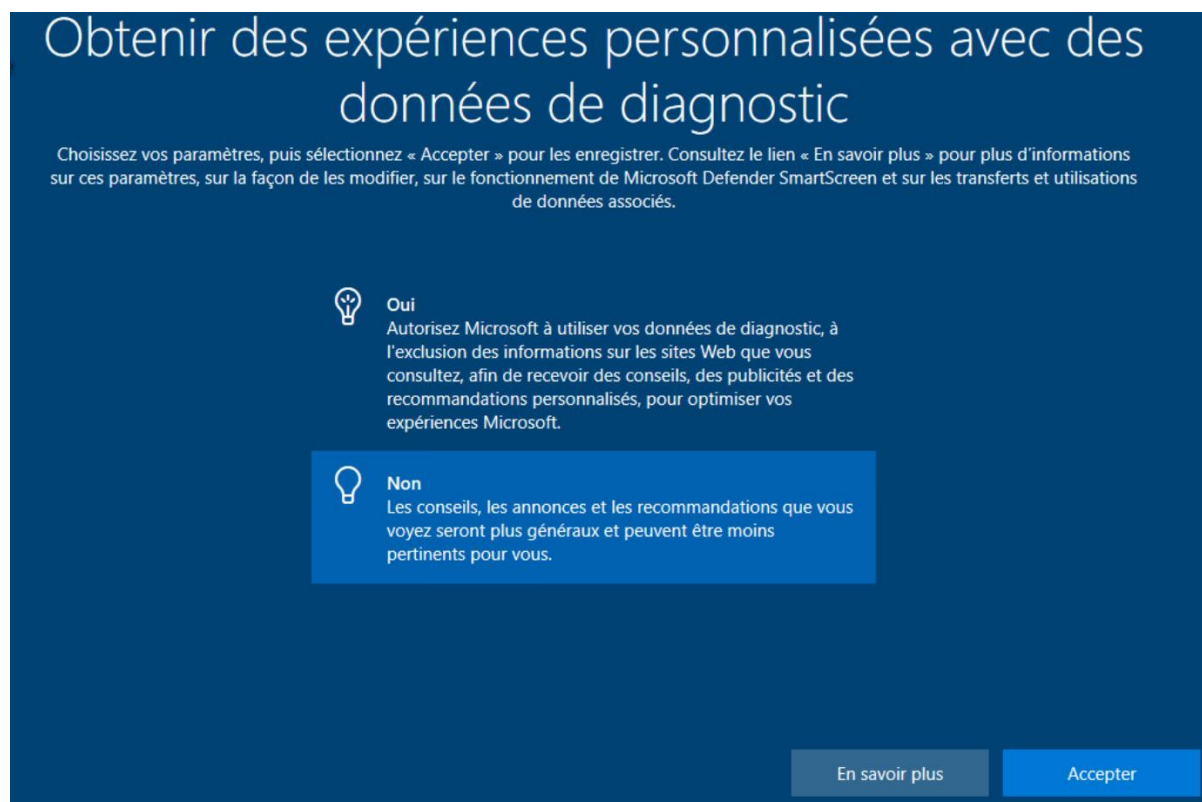 Obtenir des expériences personnalisées avec des
données de diagnostic
Choisissez vos paramètres, puis sélectionnez « Accepter » pour les enregistrer. Consultez le lien « En savoir plus » pour plus d'informations
sur ces paramètres, sur la façon de les modifier, sur le fonctionnement de Microsoft Defender SmartScreen et sur les transferts et utilisations
de données associés.
Oui
Autorisez Microsoft à utiliser vos données de diagnostic, à
l'exclusion des informations sur les sites Web que vous
consultez, afin de recevoir des conseils, des publicités et des
recommandations personnalisés, pour optimiser vos
expériences Microsoft.
Non
Les conseils, les annonces et les recommandations que vous
voyez seront plus généraux et peuvent être moins
pertinents pour vous.
En savoir plus
Accepter